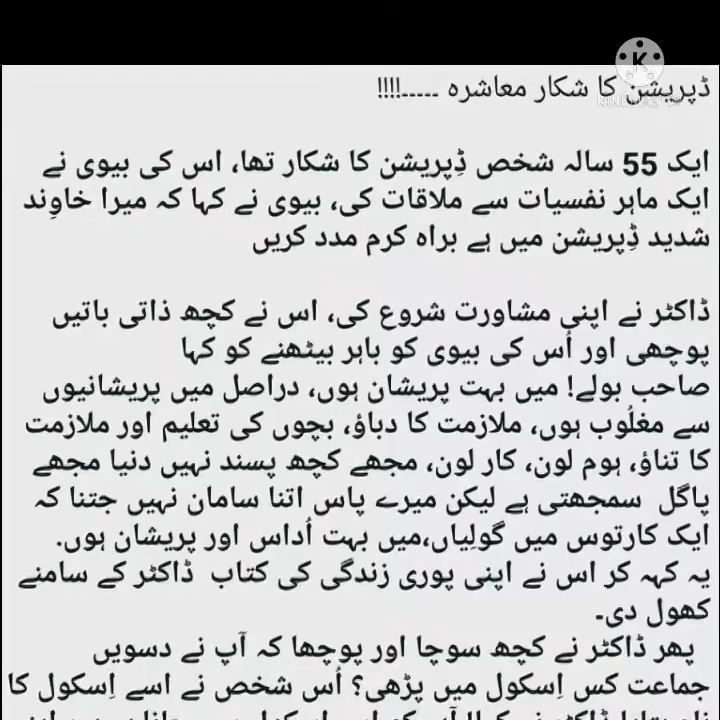 ڈپریشن کا شکار معاشرہ ۔۔۔۔۔!!!!
K
ایک 55 سالہ شخص ڈِپریشن کا شکار تھا، اس کی بیوی نے
ایک ماہر نفسیات سے ملاقات کی، بیوی نے کہا کہ میرا خاوِند
شدید ڈِپریشن میں ہے براہ کرم مدد کریں
ڈاکٹر نے اپنی مشاورت شروع کی، اس نے کچھ ذاتی باتیں
پوچھی اور اُس کی بیوی کو باہر بیٹھنے کو کہا
صاحب بولے! میں بہت پریشان ہوں، دراصل میں پریشانیوں
سے مغلُوب ہوں، ملازمت کا دباؤ، بچوں کی تعلیم اور ملازمت
کا تناؤ، ہوم لون، کار لون، مجھے کچھ پسند نہیں دنیا مجھے
پاگل سمجھتی ہے لیکن میرے پاس اتنا سامان نہیں جتنا کہ
ایک کارتوس میں گولِیاں،میں بہت اُداس اور پریشان ہوں.
یہ کہہ کر اس نے اپنی پوری زندگی کی کتاب ڈاکٹر کے سامنے
کھول دی۔
پھر ڈاکٹر نے کچھ سوچا اور پوچھا کہ آپ نے دسویں
جماعت کس اِسکول میں پڑھی؟ اُس شخص نے اسے اِسکول کا